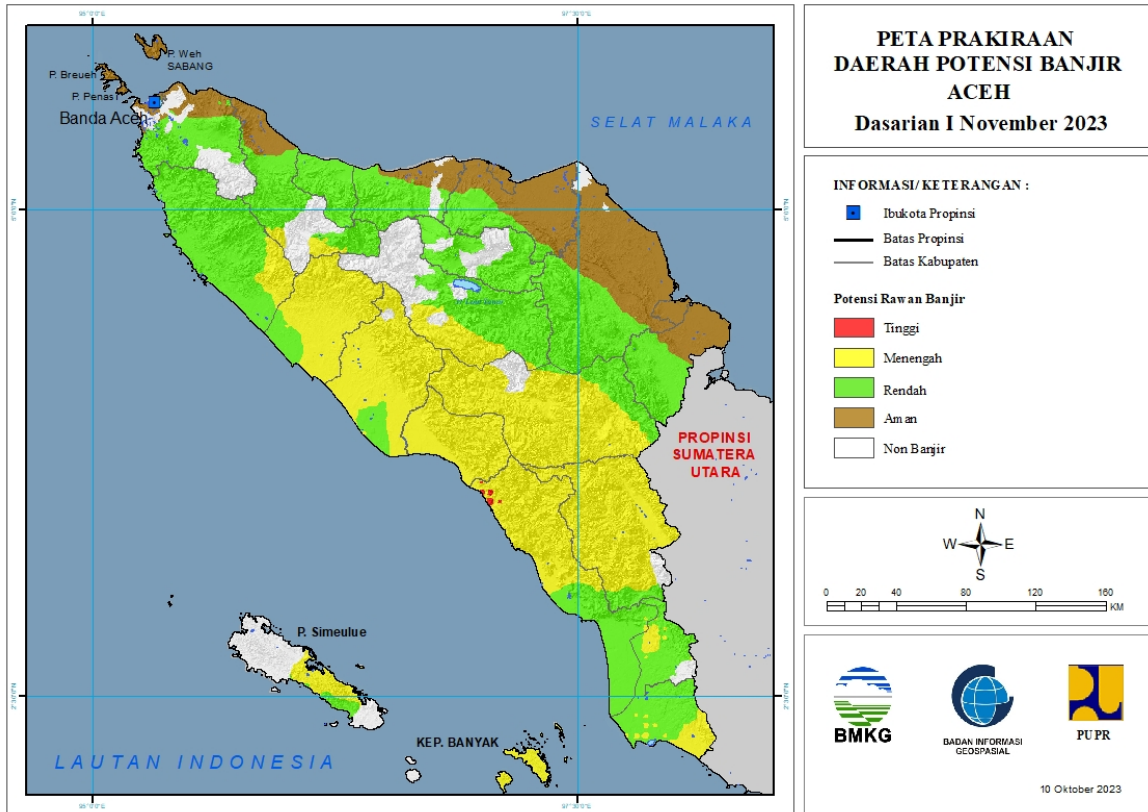 PETA PRAKIRAAN
DAERAH POTENSI BANJIR
ACEH
Dasarian I November 2023
INFORMASI/ KETERANGAN :
Ibukota Propinsi
Batas Propinsi
Batas Kabupaten
Potensi Rawan Banjir
Tinggi
Menengah
Rendah
Aman
Non Banjir
N
W E
S
0 20 40 80 120 160
KM
BMKG
BADAN INFORMASI
GEOSPASIAL
PUPR
10 Oktober 2023
P. Weh
SABANG
P. Breueh
P. Penasi
Banda Aceh
SELAT MALAKA
PROPINSI
SUMATERA
UTARA
P. Simeulue
KEP. BANYAK
LAUTAN INDONESIA